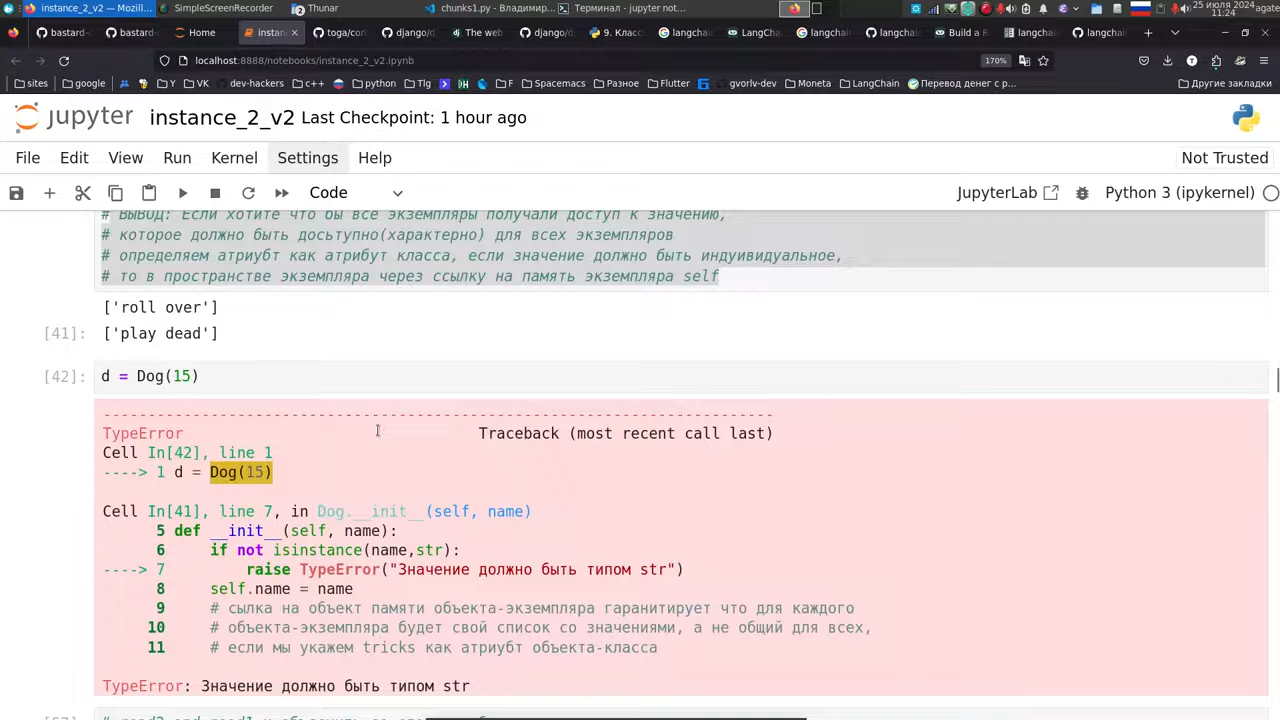 instance_2_v2 — Mozil...
SimpleScreenRecorder
Thunar
chunks1.py - Владимир...
Терминал - jupyter not...
25 июля 2024
11:24
agate
bastard-
bastard-
Home
instanc
toga/cor
django/d
The web
django/d
9. Класс
langchai
LangCha
langchai
langchai
Build a R
langchai
langchai
localhost:8888/notebooks/instance_2_v2.ipynb
170%
sites
google
Y
VK
dev-hackers
c++
python
Tlg
F
Spacemacs
Разное
Flutter
gvorlv-dev
Moneta
LangChain
Перевод денег с р...
Другие закладки
jupyter
instance_2_v2 Last Checkpoint: 1 hour ago
File Edit View Run Kernel Settings Help
Not Trusted
Code
JupyterLab
Python 3 (ipykernel)
# ВЫВОД: Если хотите что бы все экземпляры получали доступ к значению,
# которое должно быть досьтупно(характерно) для всех экземпляров
# определяем атриубт как атрибут класса, если значение должно быть индуивидуальное,
# то в пространстве экземпляра через ссылку на память экземпляра self
['roll over']
[41]: ['play dead']
[42]: d = Dog(15)
---------------------------------------------------------------------------
TypeError Traceback (most recent call last)
Cell In[42], line 1
----> 1 d = Dog(15)
Cell In[41], line 7, in Dog.__init__(self, name)
5 def __init__(self, name):
6 if not isinstance(name,str):
----> 7 raise TypeError("Значение должно быть типом str")
8 self.name = name
9 # сылка на объект памяти объекта-экземпляра гаранитирует что для каждого
10 # объекта-экземпляра будет свой список со значениями, а не общий для всех,
11 # если мы укажем tricks как атриубт объекта-класса
TypeError: Значение должно быть типом str